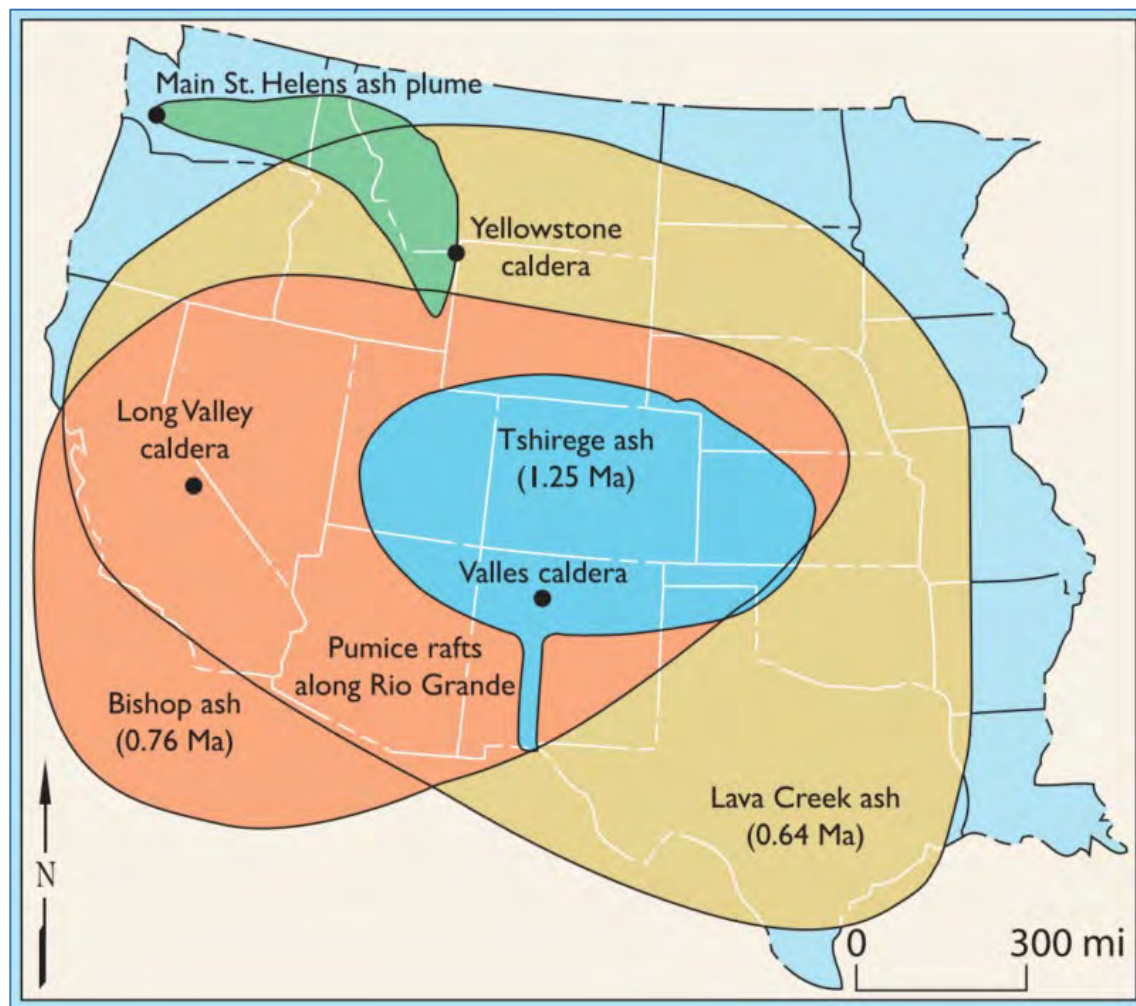 Main St. Helens ash plume
Yellowstone
caldera
Long Valley
caldera
Tshirege ash
(1.25 Ma)
Valles caldera
Pumice rafts
along Rio Grande
Bishop ash
(0.76 Ma)
Lava Creek ash
(0.64 Ma)
N
0 300 mi